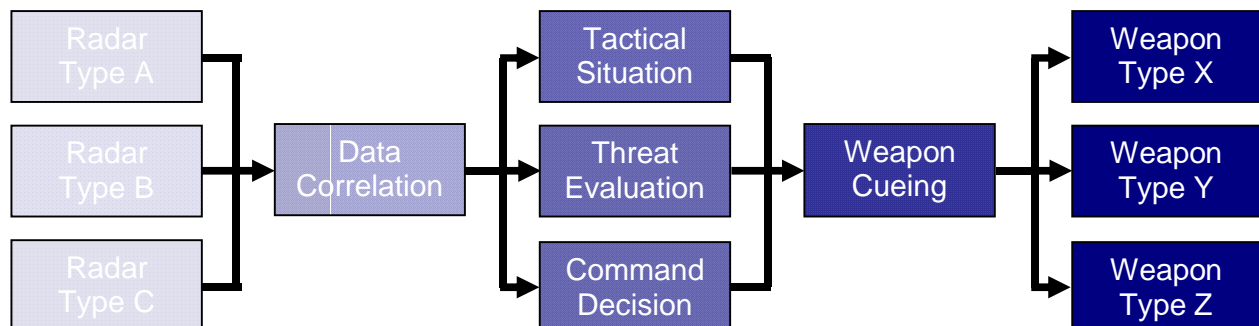 Radar
Type A
Radar
Type B
Radar
Type C
Data
Correlation
Tactical
Situation
Threat
Evaluation
Command
Decision
Weapon
Cueing
Weapon
Type X
Weapon
Type Y
Weapon
Type Z